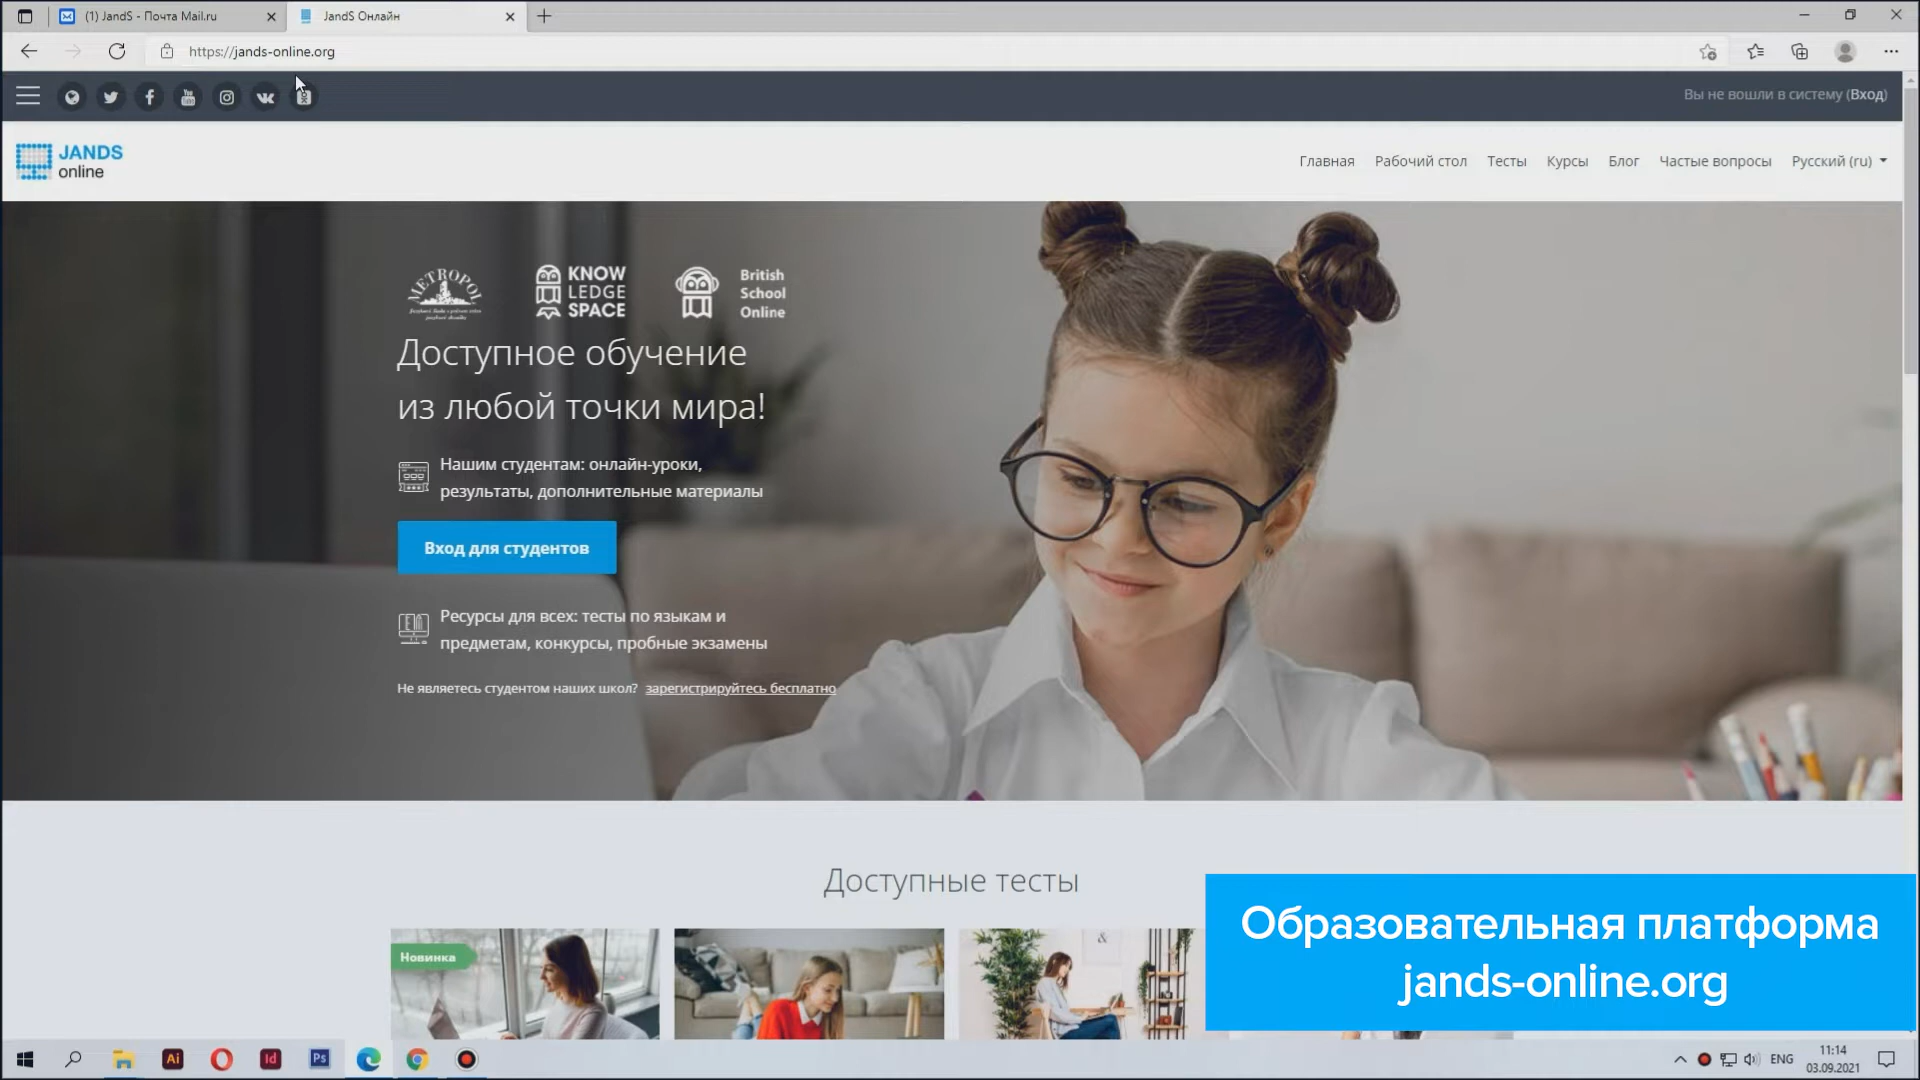 (1) JandS - Почта Mail.ru
JandS Онлайн
https://jands-online.org
Вы не вошли в систему (Вход)
JANDS
online
Главная
Рабочий стол
Тесты
Курсы
Блог
Частые вопросы
Русский (ru)
METROPOL
KNOW
LEDGE
SPACE
British
School
Online
Доступное обучение
из любой точки мира!
Нашим студентам: онлайн-уроки,
результаты, дополнительные материалы
Вход для студентов
Ресурсы для всех: тесты по языкам и
предметам, конкурсы, пробные экзамены
Не являетесь студентом наших школ? зарегистрируйтесь бесплатно
Доступные тесты
Новинка
&
Образовательная платформа
jands-online.org
Ai
Id
Ps
ENG
11:14
03.09.2021